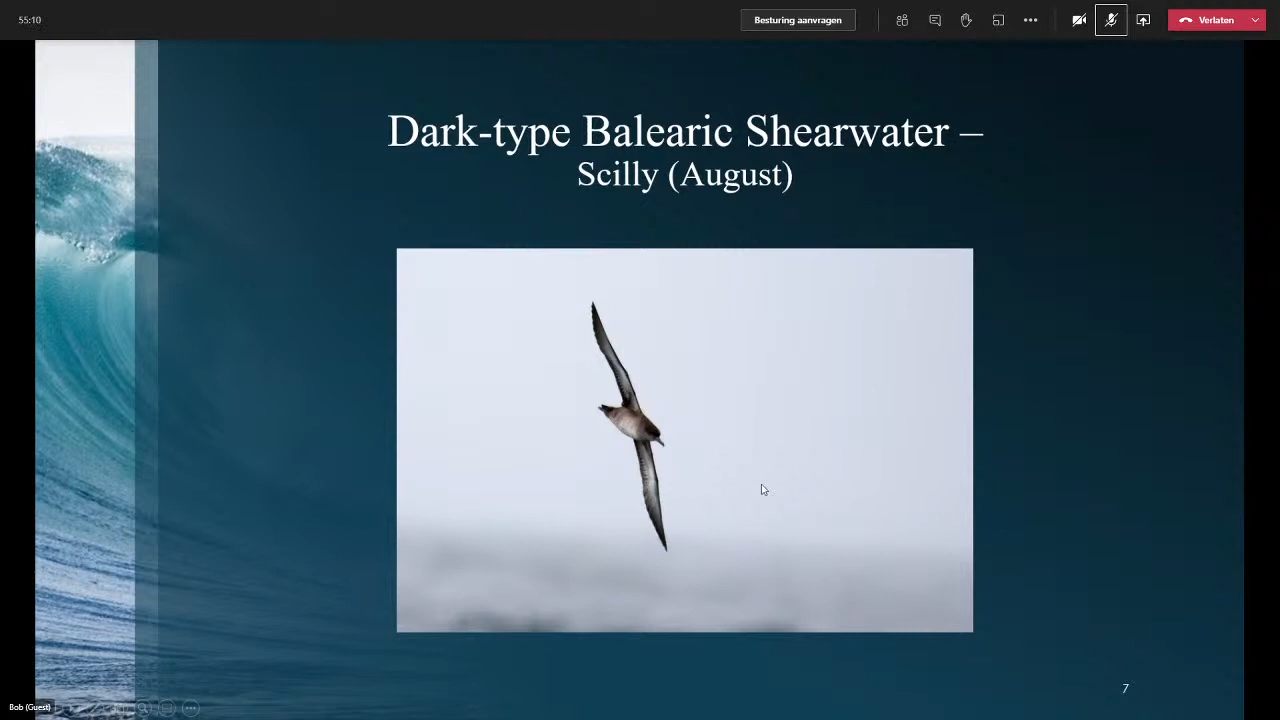 55:10
Besturing aanvragen
Verlaten
Dark-type Balearic Shearwater –
Scilly (August)
7
Bob (Guest)